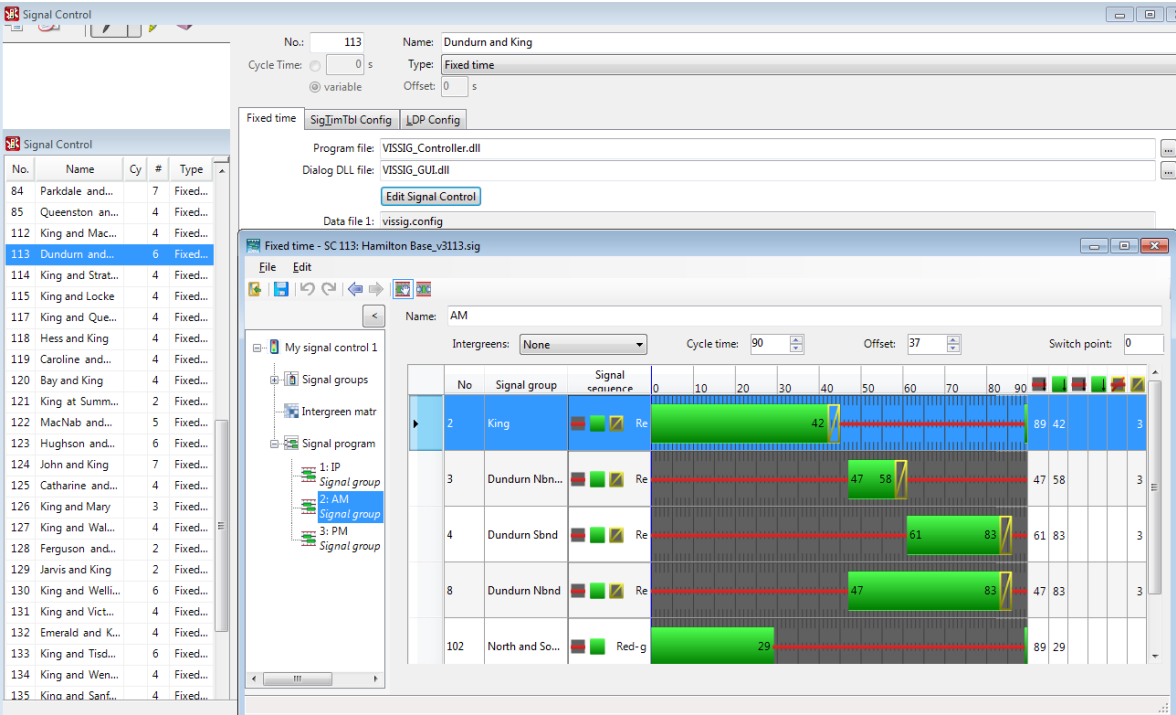 Signal Control
No.: 113 Name: Dundurn and King
Cycle Time: 0 s Type: Fixed time
variable Offset: 0 s
Fixed time SigTimTbl Config LDP Config
Program file: VISSIG_Controller.dll ...
Dialog DLL file: VISSIG_GUI.dll ...
Edit Signal Control
Data file 1: vissig.config
Signal Control
No. Name Cy # Type
84 Parkdale and... 7 Fixed...
85 Queenston an... 4 Fixed...
112 King and Mac... 4 Fixed...
113 Dundurn and... 6 Fixed...
114 King and Strat... 4 Fixed...
115 King and Locke 4 Fixed...
117 King and Que... 4 Fixed...
118 Hess and King 4 Fixed...
119 Caroline and... 4 Fixed...
120 Bay and King 4 Fixed...
121 King at Summ... 2 Fixed...
122 MacNab and... 5 Fixed...
123 Hughson and... 6 Fixed...
124 John and King 7 Fixed...
125 Catharine and... 4 Fixed...
126 King and Mary 3 Fixed...
127 King and Wal... 4 Fixed...
128 Ferguson and... 2 Fixed...
129 Jarvis and King 2 Fixed...
130 King and Welli... 6 Fixed...
131 King and Vict... 4 Fixed...
132 Emerald and K... 4 Fixed...
133 King and Tisd... 6 Fixed...
134 King and Wen... 4 Fixed...
135 King and Sanf... 4 Fixed...
Fixed time - SC 113: Hamilton Base_v3113.sig
File Edit
<
My signal control 1
Signal groups
Intergreen matr
Signal program
1: IP
Signal group
2: AM
Signal group
3: PM
Signal group
Name: AM
Intergreens: None Cycle time: 90 Offset: 37 Switch point: 0
No Signal group Signal sequence 0 10 20 30 40 50 60 70 80 90
2 King Re 42 89 42 3
3 Dundurn Nbn... Re 47 58 47 58 3
4 Dundurn Sbnd Re 61 83 61 83 3
8 Dundurn Nbnd Re 47 83 47 83 3
102 North and So... Red-g 29 89 29